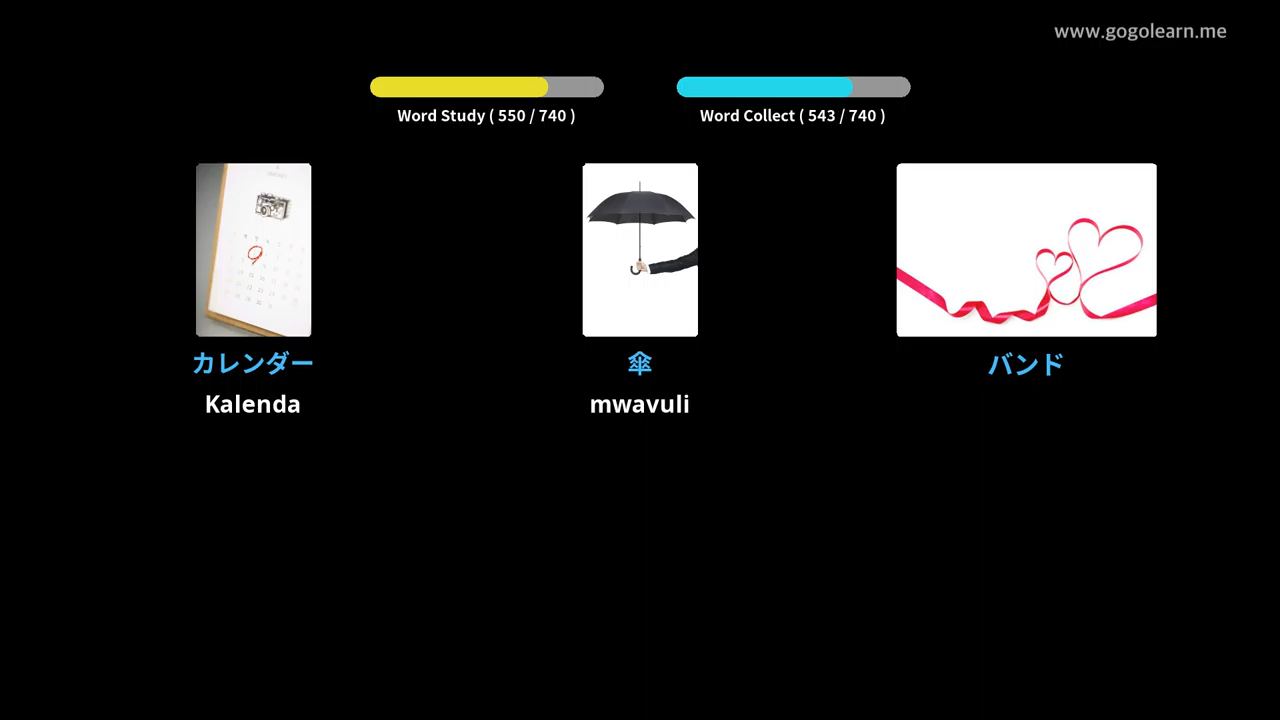 www.gogolearn.me
Word Study ( 550 / 740 )
Word Collect ( 543 / 740 )
カレンダー
傘
バンド
Kalenda
mwavuli